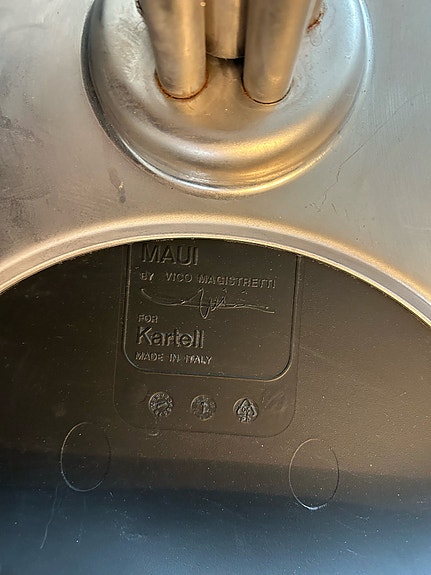 MAUI
BY VICO MAGISTRETTI
FOR
Kartell
MADE IN ITALY